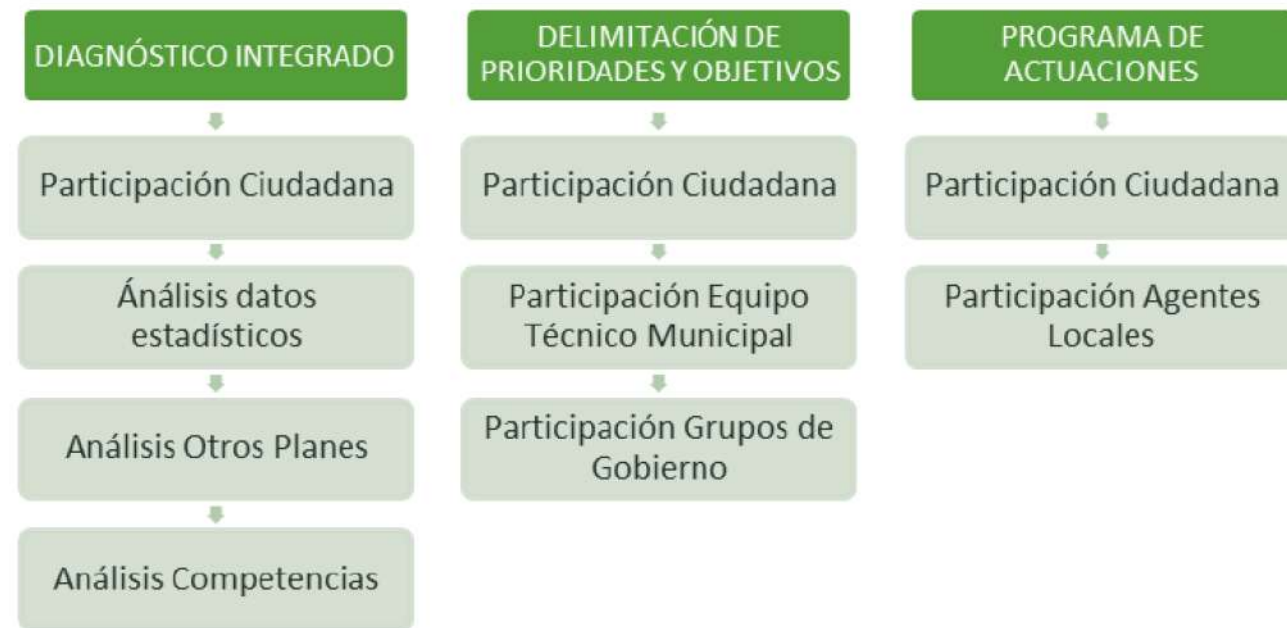 DIAGNÓSTICO INTEGRADO
Participación Ciudadana
Ánálisis datos
estadísticos
Análisis Otros Planes
Análisis Competencias
DELIMITACIÓN DE
PRIORIDADES Y OBJETIVOS
Participación Ciudadana
Participación Equipo
Técnico Municipal
Participación Grupos de
Gobierno
PROGRAMA DE
ACTUACIONES
Participación Ciudadana
Participación Agentes
Locales